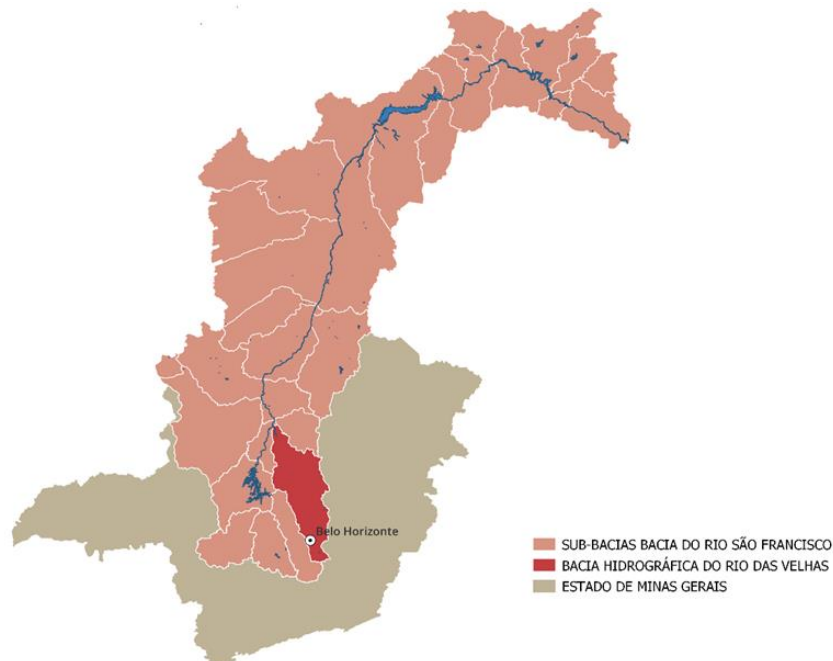 Belo Horizonte
SUB-BACIAS BACIA DO RIO SÃO FRANCISCO
BACIA HIDROGRÁFICA DO RIO DAS VELHAS
ESTADO DE MINAS GERAIS